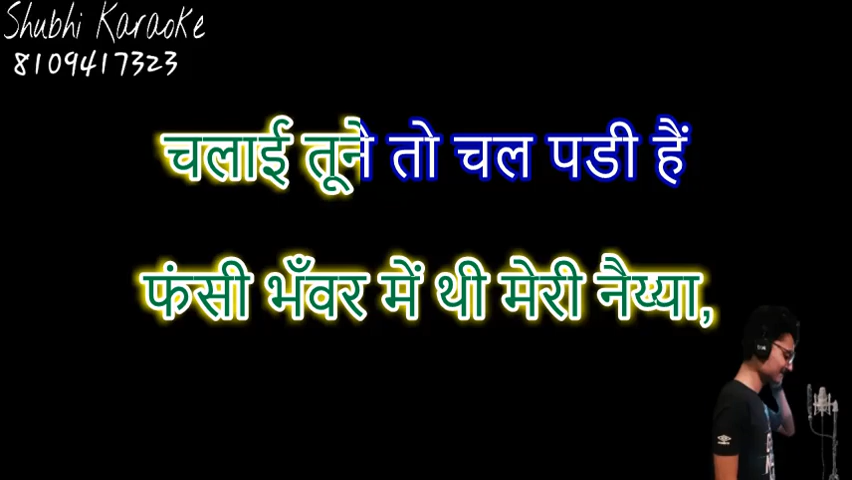 Shubhi Karaoke
8109417323
चलाई तूने तो चल पडी हैं
फंसी भँवर में थी मेरी नैय्या,